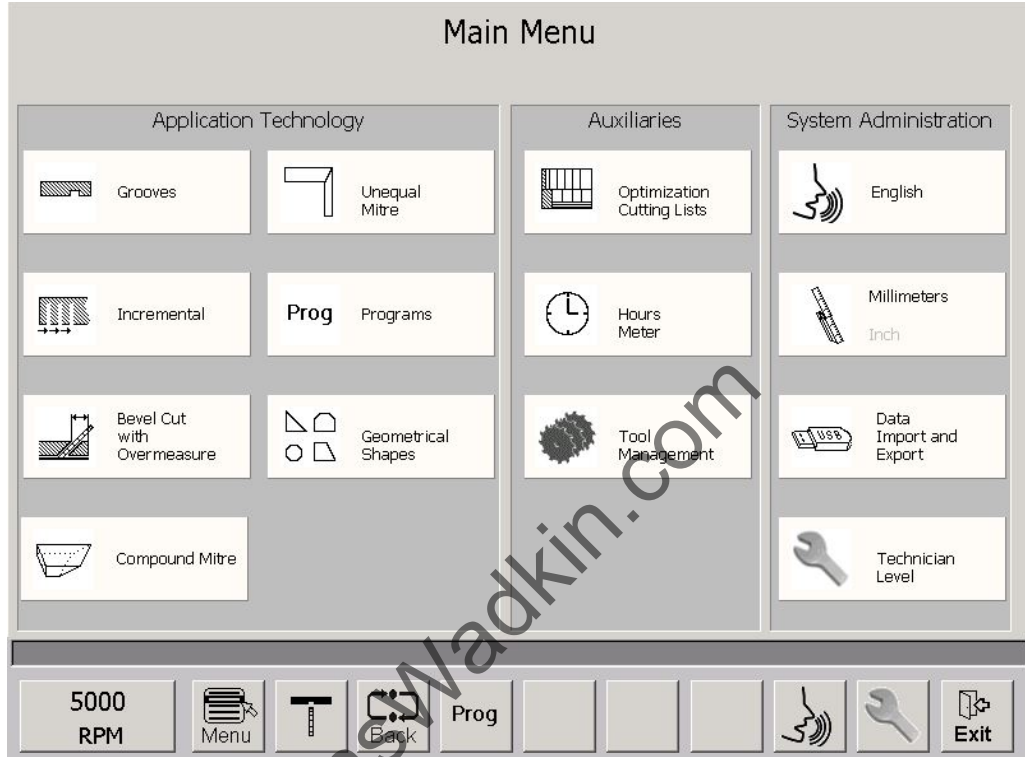 Main Menu
Application Technology
Grooves
Unequal
Mitre
Incremental
Prog
Programs
Bevel Cut
with
Overmeasure
Geometrical
Shapes
Compound Mitre
Auxiliaries
Optimization
Cutting Lists
Hours
Meter
Tool
Management
System Administration
English
Millimeters
Inch
USB
Data
Import and
Export
Technician
Level
5000
RPM
Menu
Back
Prog
Exit